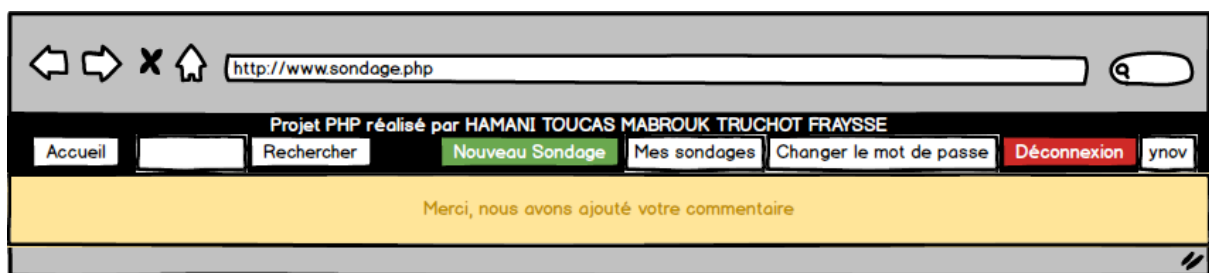 http://www.sondage.php
Projet PHP réalisé par HAMANI TOUCAS MABROUK TRUCHOT FRAYSSE
Accueil Rechercher Nouveau Sondage Mes sondages Changer le mot de passe Déconnexion ynov
Merci, nous avons ajouté votre commentaire